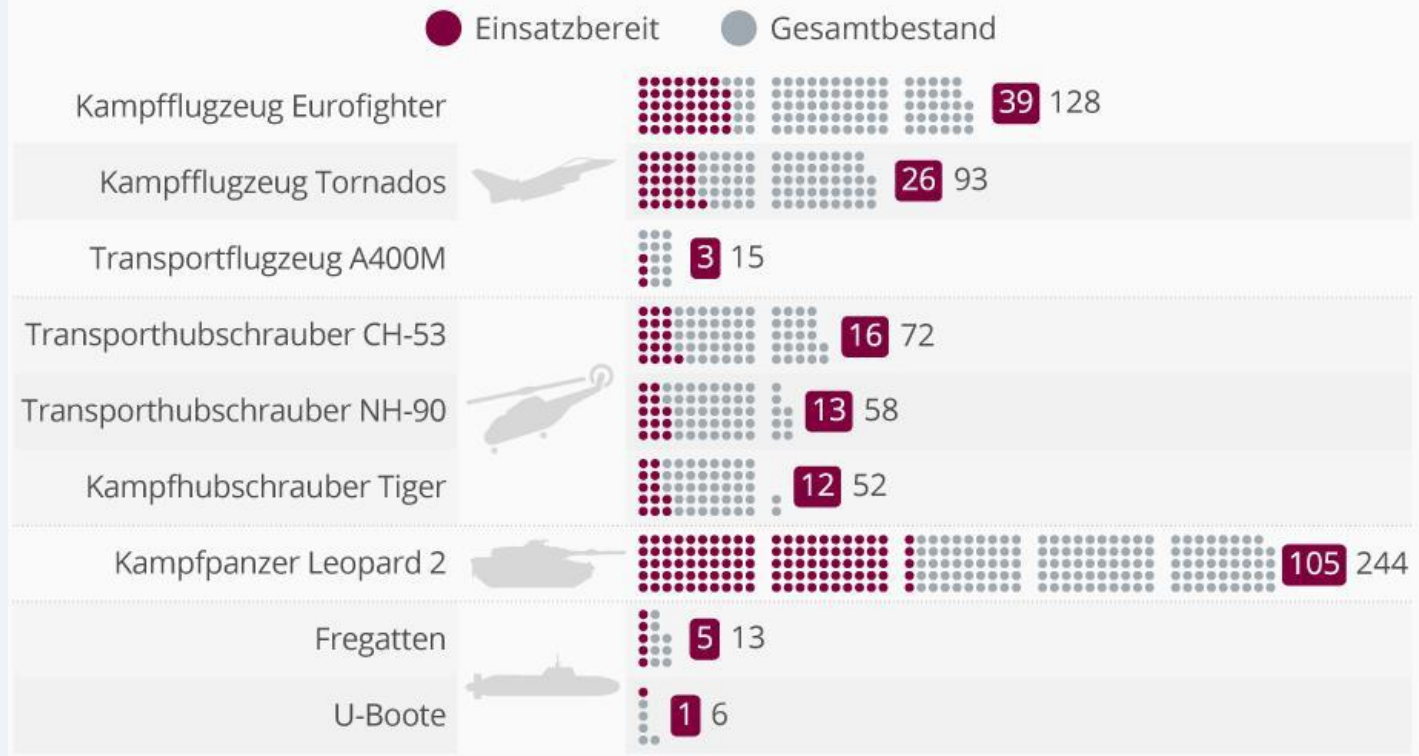 Einsatzbereit Gesamtbestand
Kampfflugzeug Eurofighter 39 128
Kampfflugzeug Tornados 26 93
Transportflugzeug A400M 3 15
Transporthubschrauber CH-53 16 72
Transporthubschrauber NH-90 13 58
Kampfhubschrauber Tiger 12 52
Kampfpanzer Leopard 2 105 244
Fregatten 5 13
U-Boote 1 6